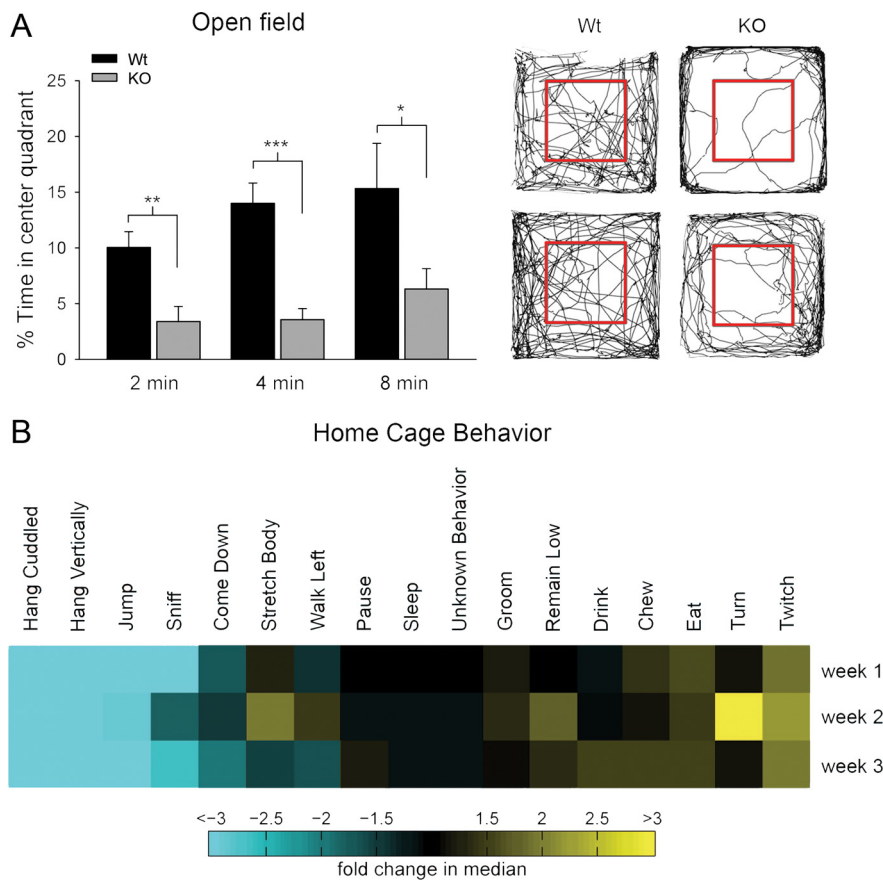 A
Open field
Wt
KO
Wt
KO
% Time in center quadrant
25
20
15
10
5
0
**
***
*
2 min
4 min
8 min
B
Home Cage Behavior
Hang Cuddled
Hang Vertically
Jump
Sniff
Come Down
Stretch Body
Walk Left
Pause
Sleep
Unknown Behavior
Groom
Remain Low
Drink
Chew
Eat
Turn
Twitch
week 1
week 2
week 3
<−3 −2.5 −2 −1.5 1.5 2 2.5 >3
fold change in median